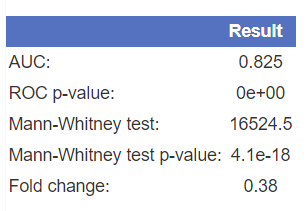 Result
AUC: 0.825
ROC p-value: 0e+00
Mann-Whitney test: 16524.5
Mann-Whitney test p-value: 4.1e-18
Fold change: 0.38